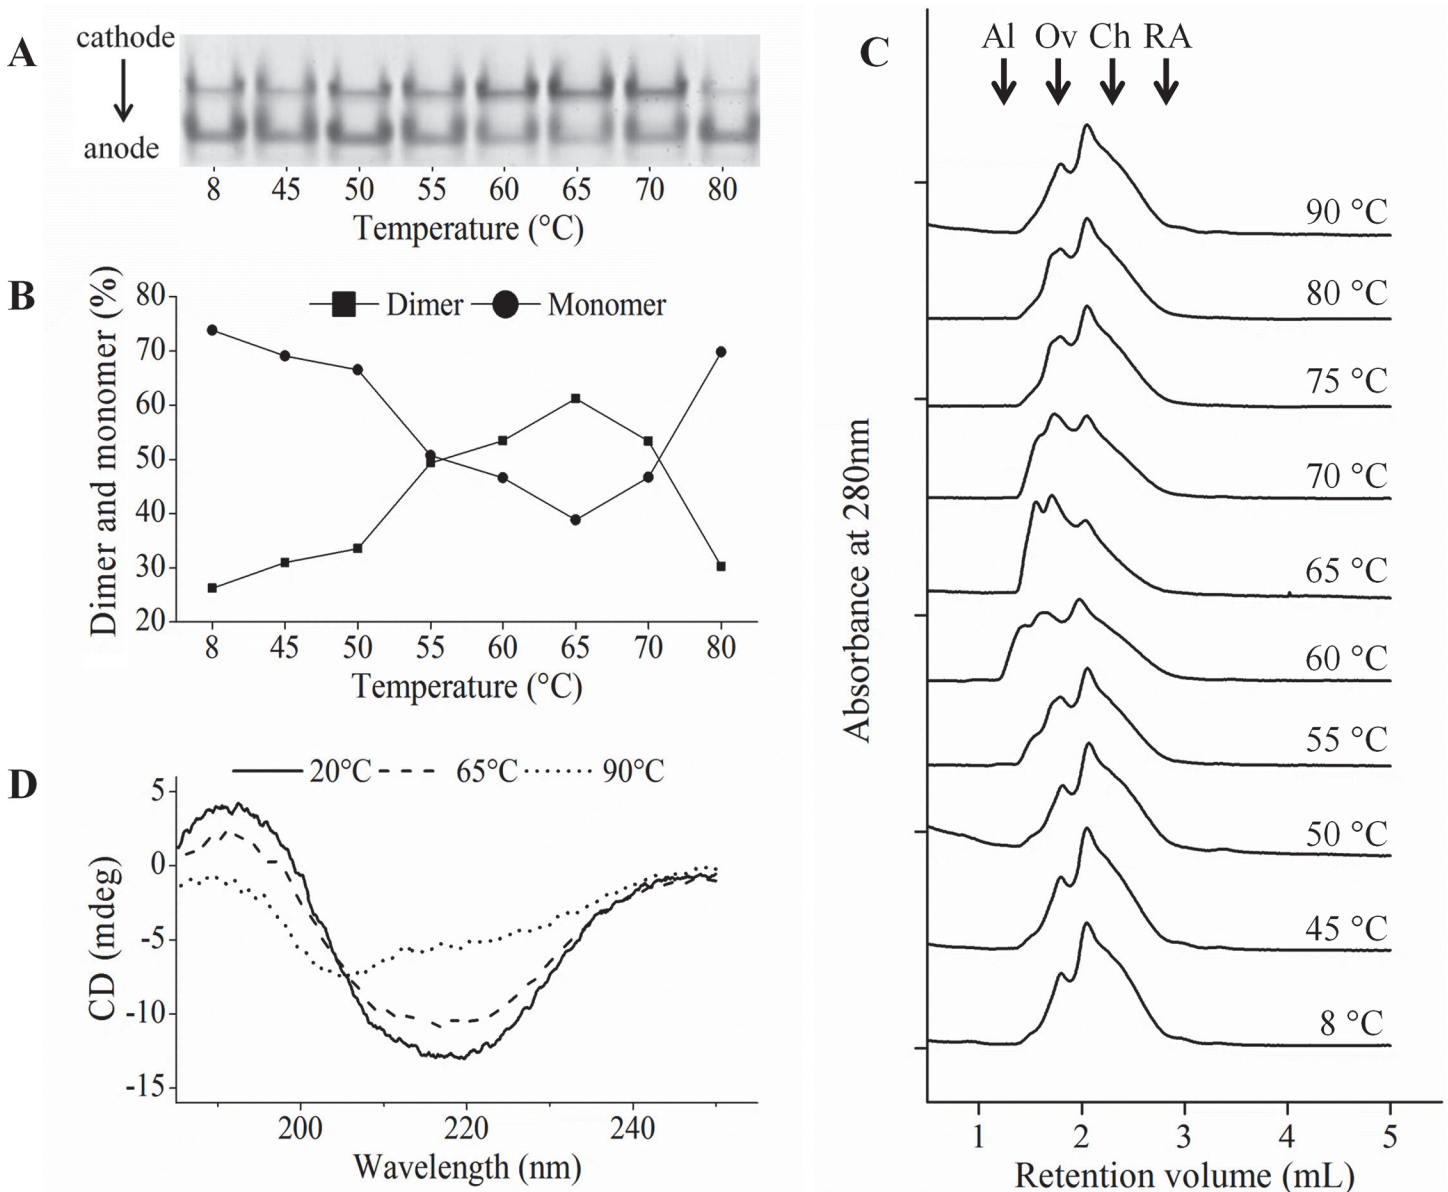 A
cathode
anode
8 45 50 55 60 65 70 80
Temperature (°C)
B
Dimer and monomer (%)
80
70
60
50
40
30
20
Dimer Monomer
8 45 50 55 60 65 70 80
Temperature (°C)
D
20°C 65°C 90°C
CD (mdeg)
5
0
-5
-10
-15
200 220 240
Wavelength (nm)
C
Al Ov Ch RA
Absorbance at 280nm
90 °C
80 °C
75 °C
70 °C
65 °C
60 °C
55 °C
50 °C
45 °C
8 °C
1 2 3 4 5
Retention volume (mL)